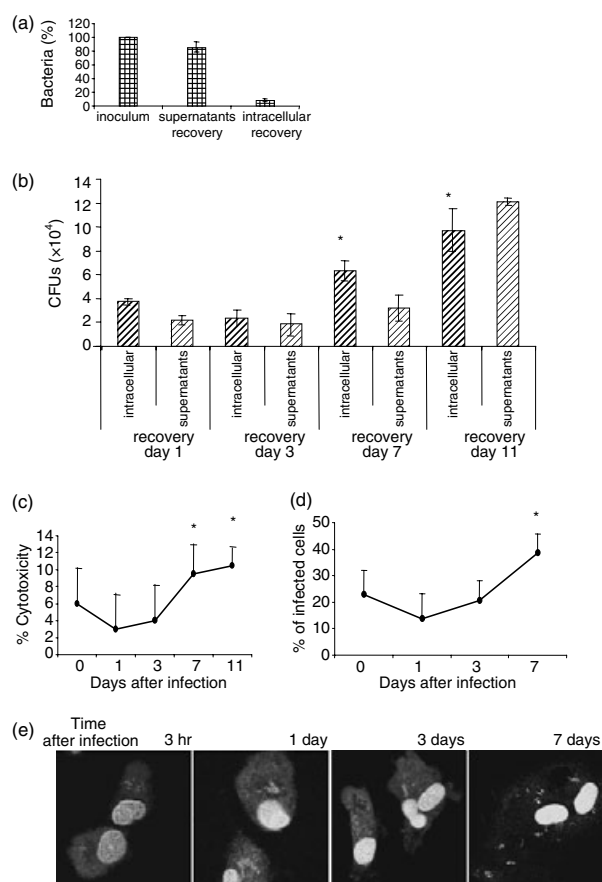 (a)
Bacteria (%)
120
100
80
60
40
20
0
inoculum
supernatants
recovery
intracellular
recovery
(b)
CFUs (×10⁴)
14
12
10
8
6
4
2
0
*
*
intracellular
supernatants
intracellular
supernatants
intracellular
supernatants
intracellular
supernatants
recovery
day 1
recovery
day 3
recovery
day 7
recovery
day 11
(c)
% Cytotoxicity
14
12
10
8
6
4
2
0
*
*
0 1 3 7 11
Days after infection
(d)
% of infected cells
50
40
30
20
10
0
*
0 1 3 7
Days after infection
(e)
Time
after infection 3 hr 1 day 3 days 7 days